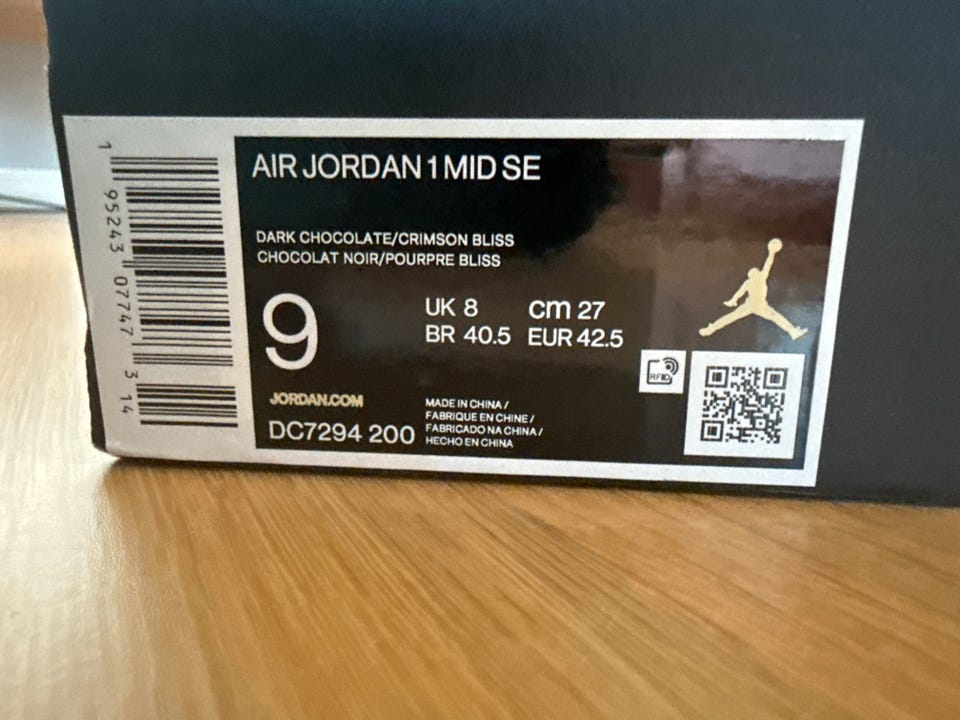 AIR JORDAN 1 MID SE
DARK CHOCOLATE/CRIMSON BLISS
CHOCOLAT NOIR/POURPRE BLISS
9
UK 8 cm 27
BR 40.5 EUR 42.5
RFID
JORDAN.COM
DC7294 200
MADE IN CHINA /
FABRIQUE EN CHINE /
FABRICADO NA CHINA /
HECHO EN CHINA
1 95243 07747 3 14